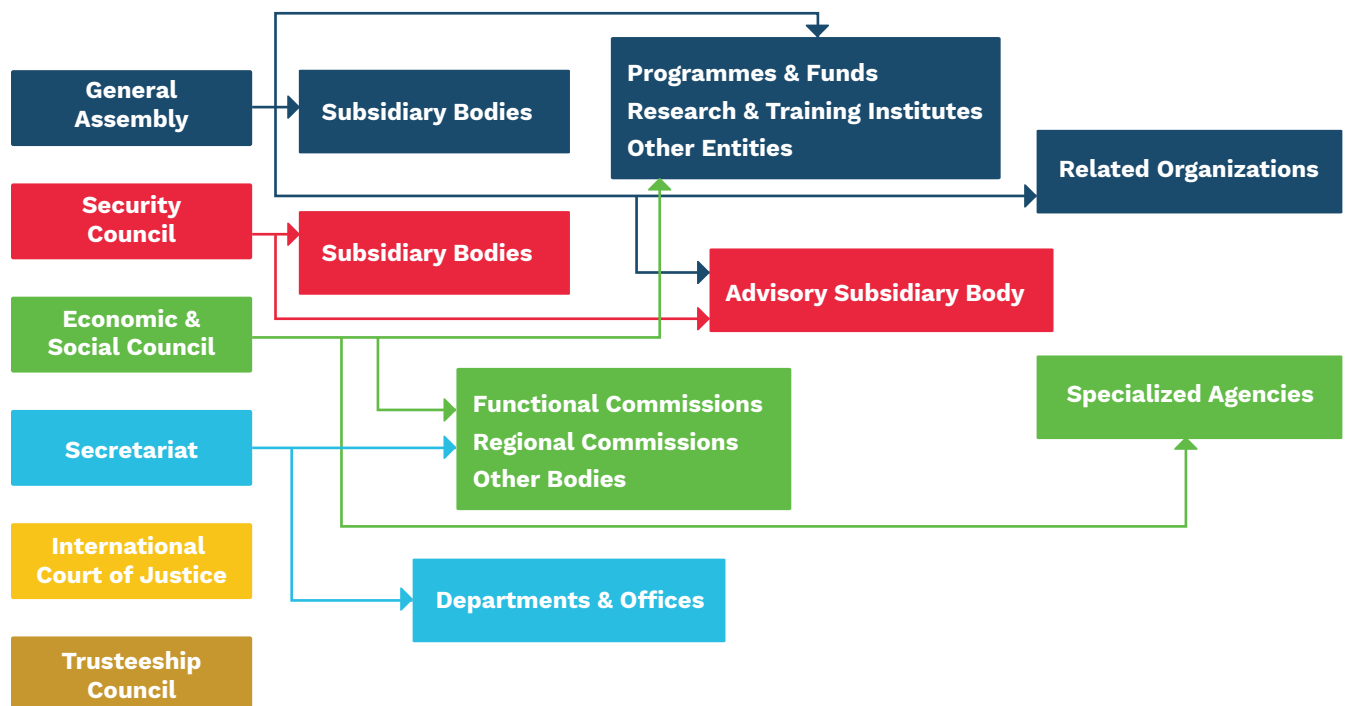 General
Assembly
Subsidiary Bodies
Programmes & Funds
Research & Training Institutes
Other Entities
Related Organizations
Security
Council
Subsidiary Bodies
Advisory Subsidiary Body
Economic &
Social Council
Functional Commissions
Regional Commissions
Other Bodies
Specialized Agencies
Secretariat
Departments & Offices
International
Court of Justice
Trusteeship
Council